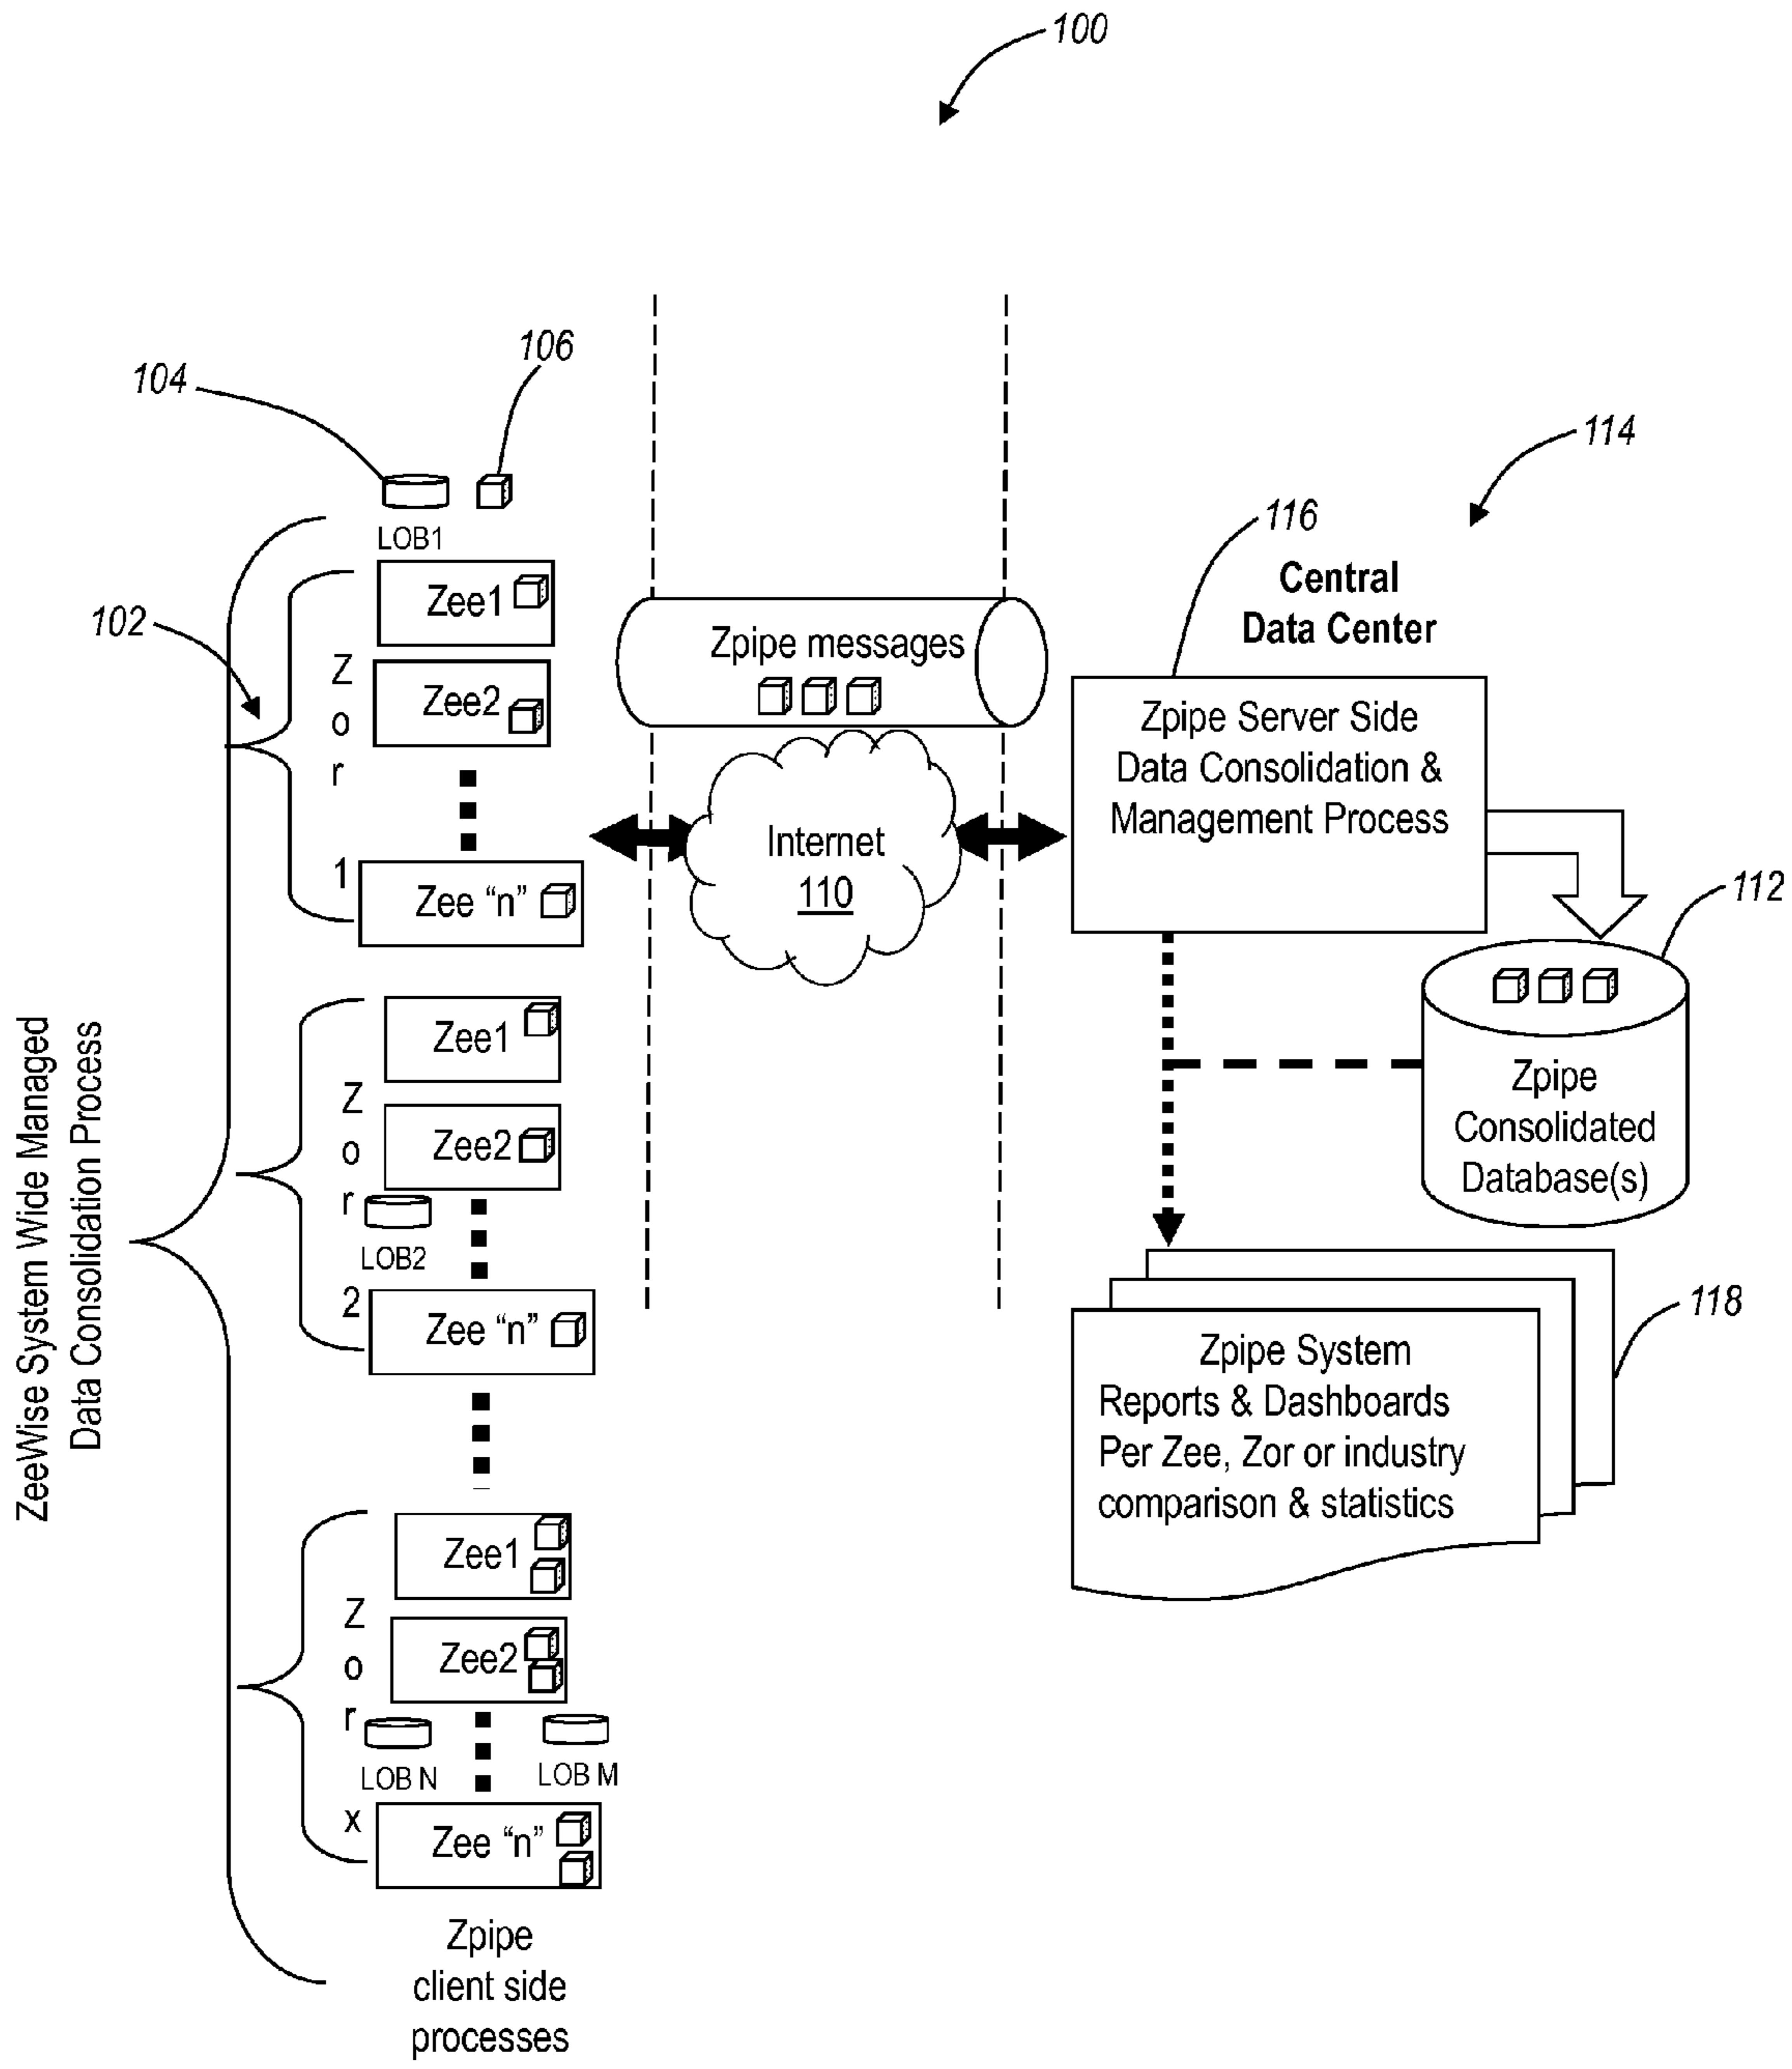 100
106
104
114
116
LOB1
Central
Data Center
102
Zor 1
Zee1
Zee2
Zee “n”
Zpipe messages
Internet
110
Zpipe Server Side
Data Consolidation &
Management Process
112
Zpipe
Consolidated
Database(s)
ZeeWise System Wide Managed
Data Consolidation Process
Zor 2
Zee1
Zee2
LOB2
Zee “n”
118
Zpipe System
Reports & Dashboards
Per Zee, Zor or industry
comparison & statistics
Zor x
Zee1
Zee2
LOB N
LOB M
Zee “n”
Zpipe
client side
processes